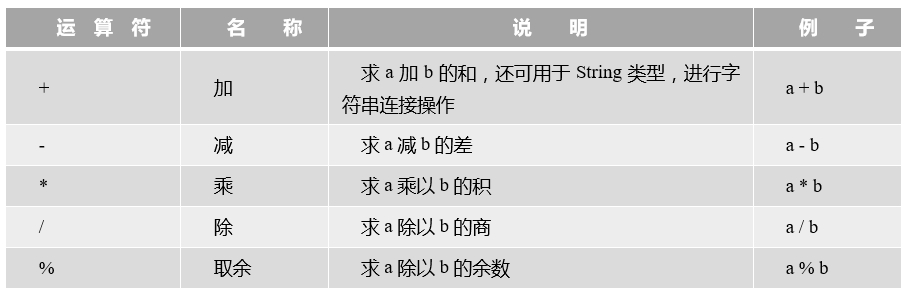 运 算 符 名 称 说 明 例 子
+ 加 求 a 加 b 的和，还可用于 String 类型，进行字
符串连接操作 a + b
- 减 求 a 减 b 的差 a - b
* 乘 求 a 乘以 b 的积 a * b
/ 除 求 a 除以 b 的商 a / b
% 取余 求 a 除以 b 的余数 a % b